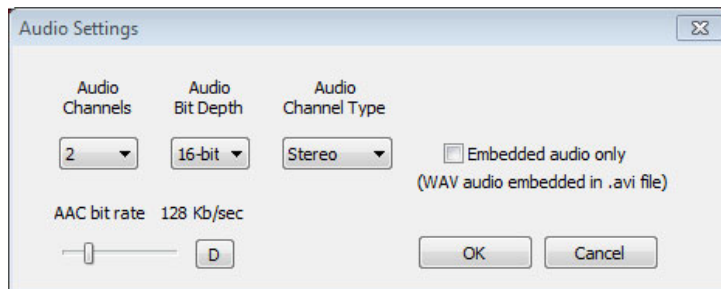 Audio Settings
Audio Channels
Audio Bit Depth
Audio Channel Type
2
16-bit
Stereo
Embedded audio only
(WAV audio embedded in .avi file)
AAC bit rate 128 Kb/sec
D
OK
Cancel